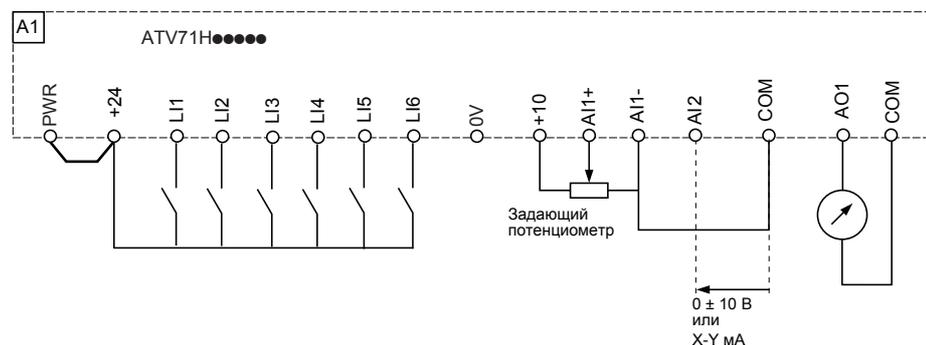 A1
ATV71H●●●●●
PWR
+24
LI1
LI2
LI3
LI4
LI5
LI6
0V
+10
AI1+
AI1-
AI2
COM
AO1
COM
Задающий
потенциометр
0 ± 10 В
или
X-Y мА